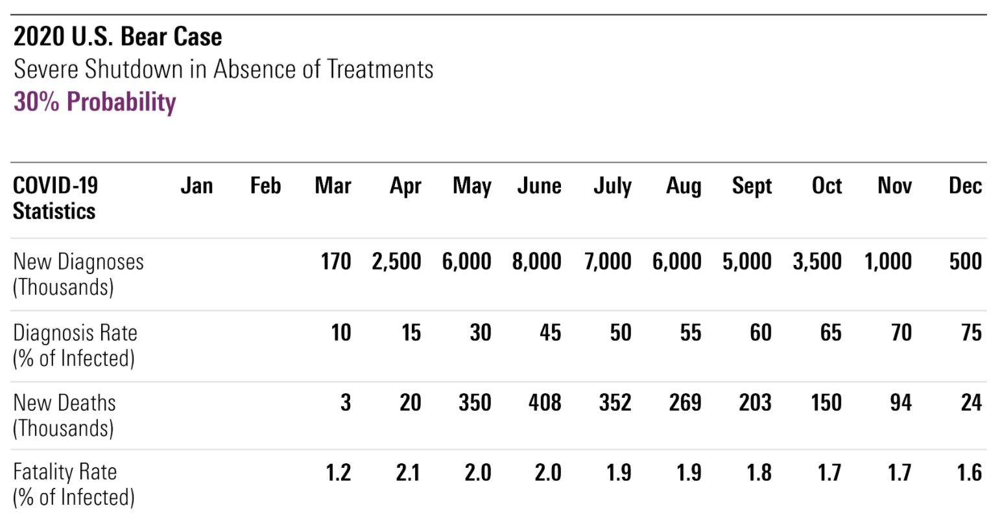 2020 U.S. Bear Case
Severe Shutdown in Absence of Treatments
30% Probability
COVID-19 Jan Feb Mar Apr May June July Aug Sept Oct Nov Dec
Statistics
New Diagnoses 170 2,500 6,000 8,000 7,000 6,000 5,000 3,500 1,000 500
(Thousands)
Diagnosis Rate 10 15 30 45 50 55 60 65 70 75
(% of Infected)
New Deaths 3 20 350 408 352 269 203 150 94 24
(Thousands)
Fatality Rate 1.2 2.1 2.0 2.0 1.9 1.9 1.8 1.7 1.7 1.6
(% of Infected)